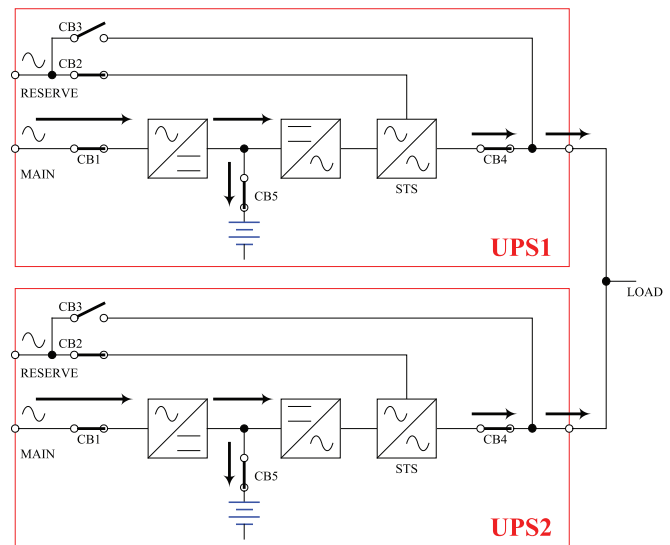 CB3
CB2
RESERVE
MAIN
CB1
CB5
STS
CB4
UPS1
LOAD
CB3
CB2
RESERVE
MAIN
CB1
CB5
STS
CB4
UPS2